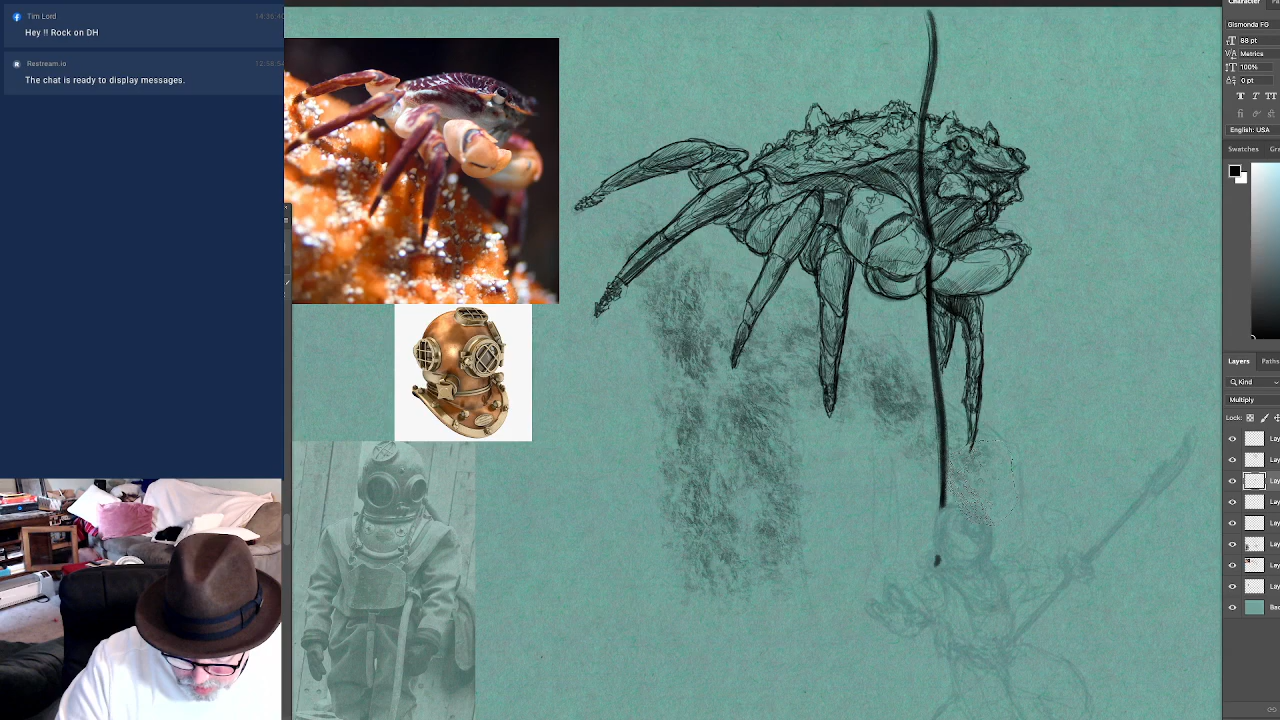 Tim Lord
Hey !! Rock on DH
Restream.io
The chat is ready to display messages.
Character
Gismonda FG
88 pt
Metrics
100%
0 pt
English: USA
Swatches
Layers
Paths
Kind
Multiply
Lock: